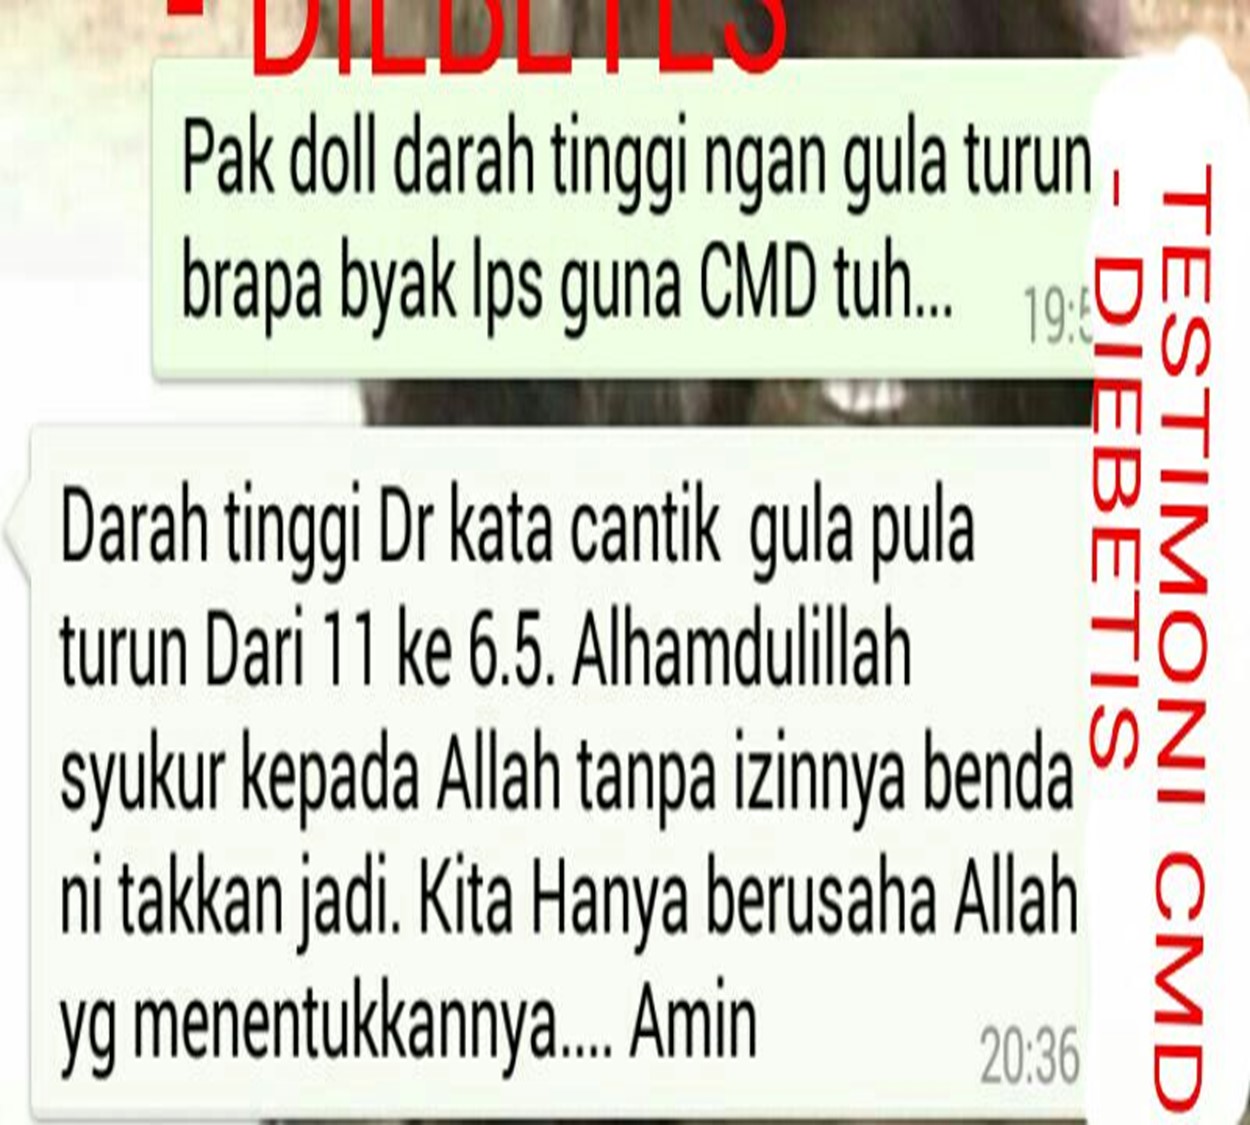 - DIEBETES
Pak doll darah tinggi ngan gula turun
brapa byak lps guna CMD tuh...
Darah tinggi Dr kata cantik gula pula
turun Dari 11 ke 6.5. Alhamdulillah
syukur kepada Allah tanpa izinnya benda
ni takkan jadi. Kita Hanya berusaha Allah
yg menentukkannya.... Amin
20:36
TESTIMONI CMD
- DIEBETIS